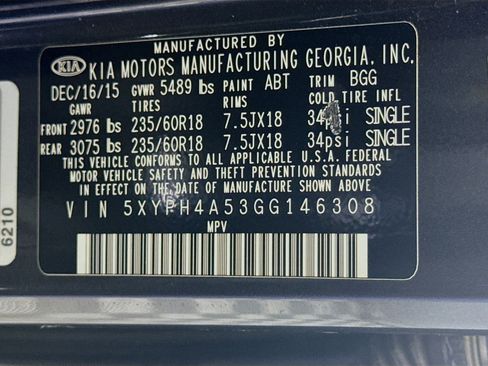 MANUFACTURED BY
KIA KIA MOTORS MANUFACTURING GEORGIA, INC.
DEC/16/15 GVWR 5489 lbs PAINT ABT TRIM BGG
GAWR TIRES RIMS COLD TIRE INFL
FRONT 2976 lbs 235/60R18 7.5JX18 34psi SINGLE
REAR 3075 lbs 235/60R18 7.5JX18 34psi SINGLE
THIS VEHICLE CONFORMS TO ALL APPLICABLE U.S.A. FEDERAL
MOTOR VEHICLE SAFETY AND THEFT PREVENTION STANDARDS
IN EFFECT ON THE DATE OF MANUFACTURE SHOWN ABOVE.
VIN 5XYPH4A53GG146308
MPV
6210